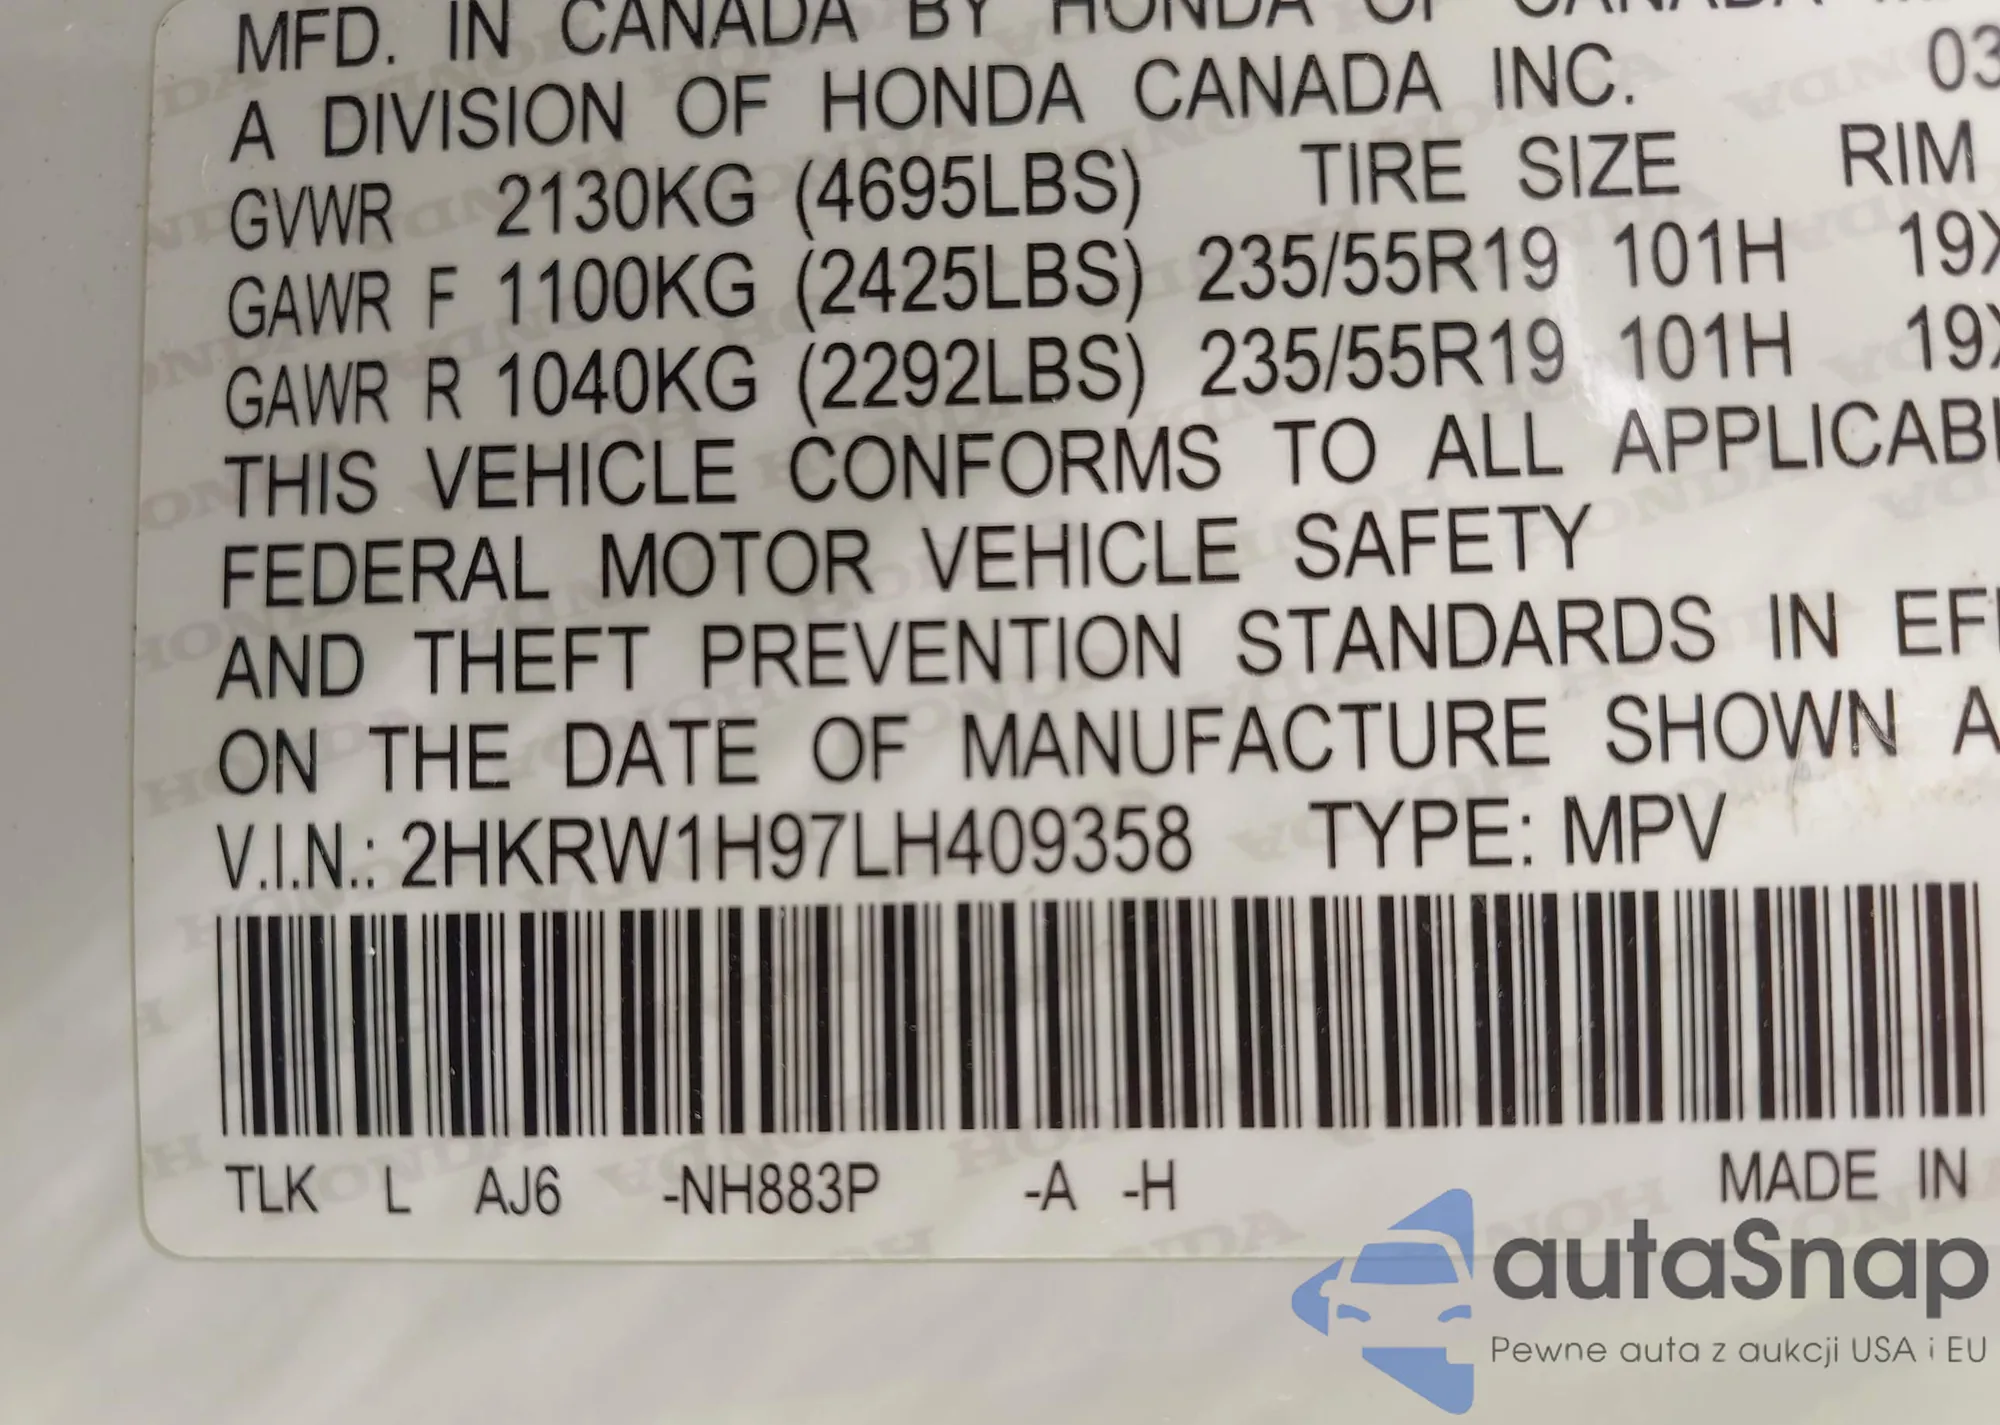 MFD. IN CANADA BY HONDA OF CANADA
A DIVISION OF HONDA CANADA INC. 03
GVWR 2130KG (4695LBS) TIRE SIZE RIM
GAWR F 1100KG (2425LBS) 235/55R19 101H 19X
GAWR R 1040KG (2292LBS) 235/55R19 101H 19X
THIS VEHICLE CONFORMS TO ALL APPLICABL
FEDERAL MOTOR VEHICLE SAFETY
AND THEFT PREVENTION STANDARDS IN EFF
ON THE DATE OF MANUFACTURE SHOWN A
V.I.N.: 2HKRW1H97LH409358 TYPE: MPV
TLK L AJ6 -NH883P -A -H MADE IN
autaSnap
Pewne auta z aukcji USA i EU